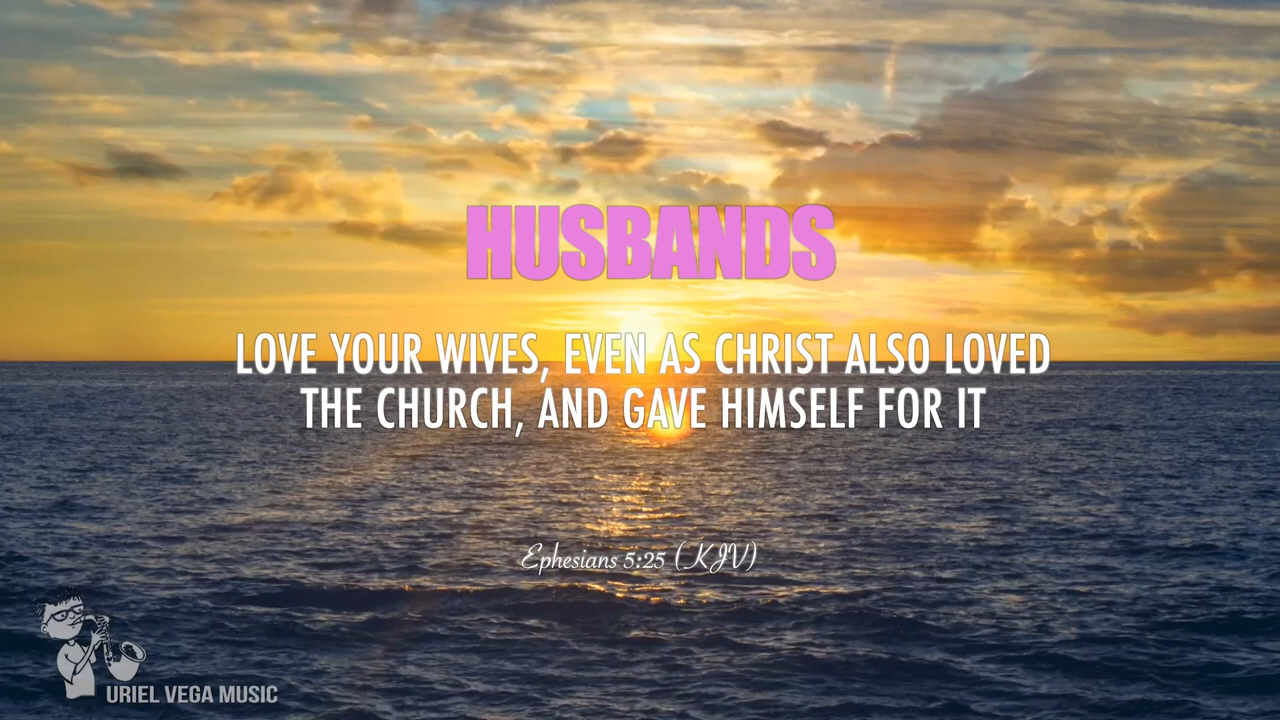 HUSBANDS
LOVE YOUR WIVES, EVEN AS CHRIST ALSO LOVED
THE CHURCH, AND GAVE HIMSELF FOR IT
Ephesians 5:25 (KJV)
URIEL VEGA MUSIC